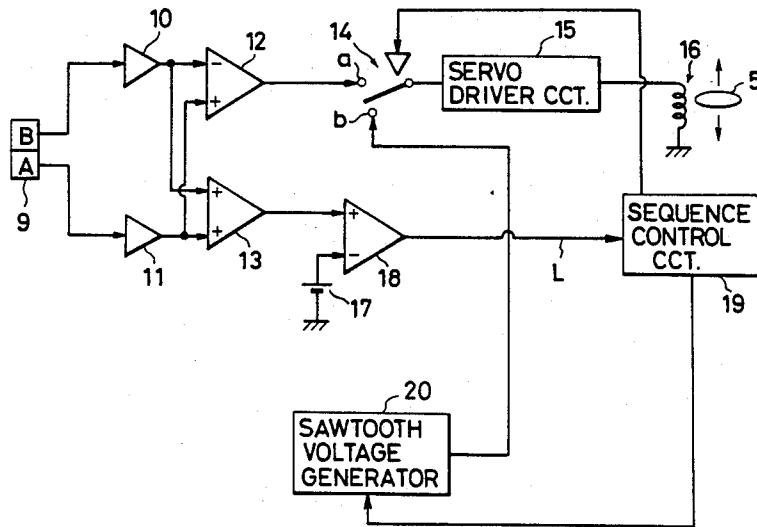 10
12
14
15
16
a
SERVO
DRIVER CCT.
5
b
B
A
9
11
13
18
17
L
SEQUENCE
CONTROL
CCT.
19
20
SAWTOOTH
VOLTAGE
GENERATOR
- + + + + -